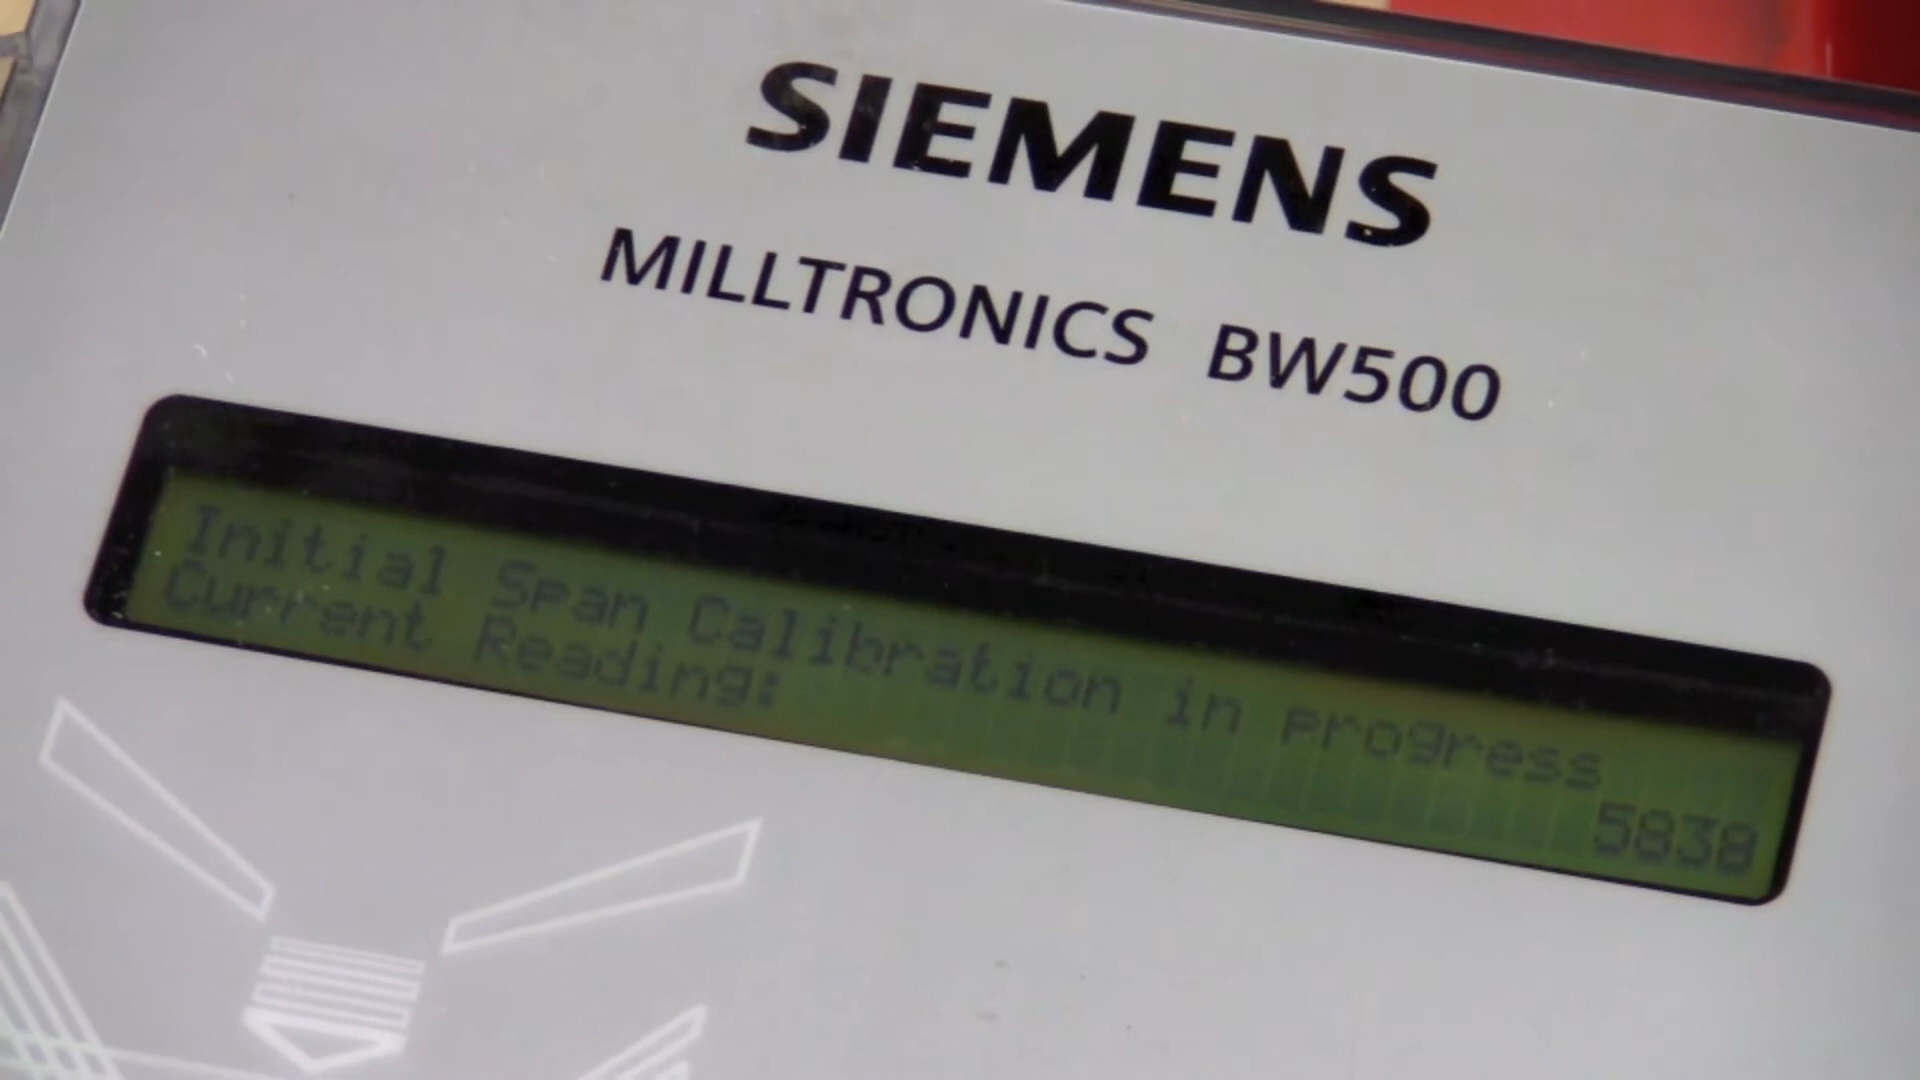 SIEMENS
MILLTRONICS BW500
Initial Span Calibration in progress
Current Reading:
5838